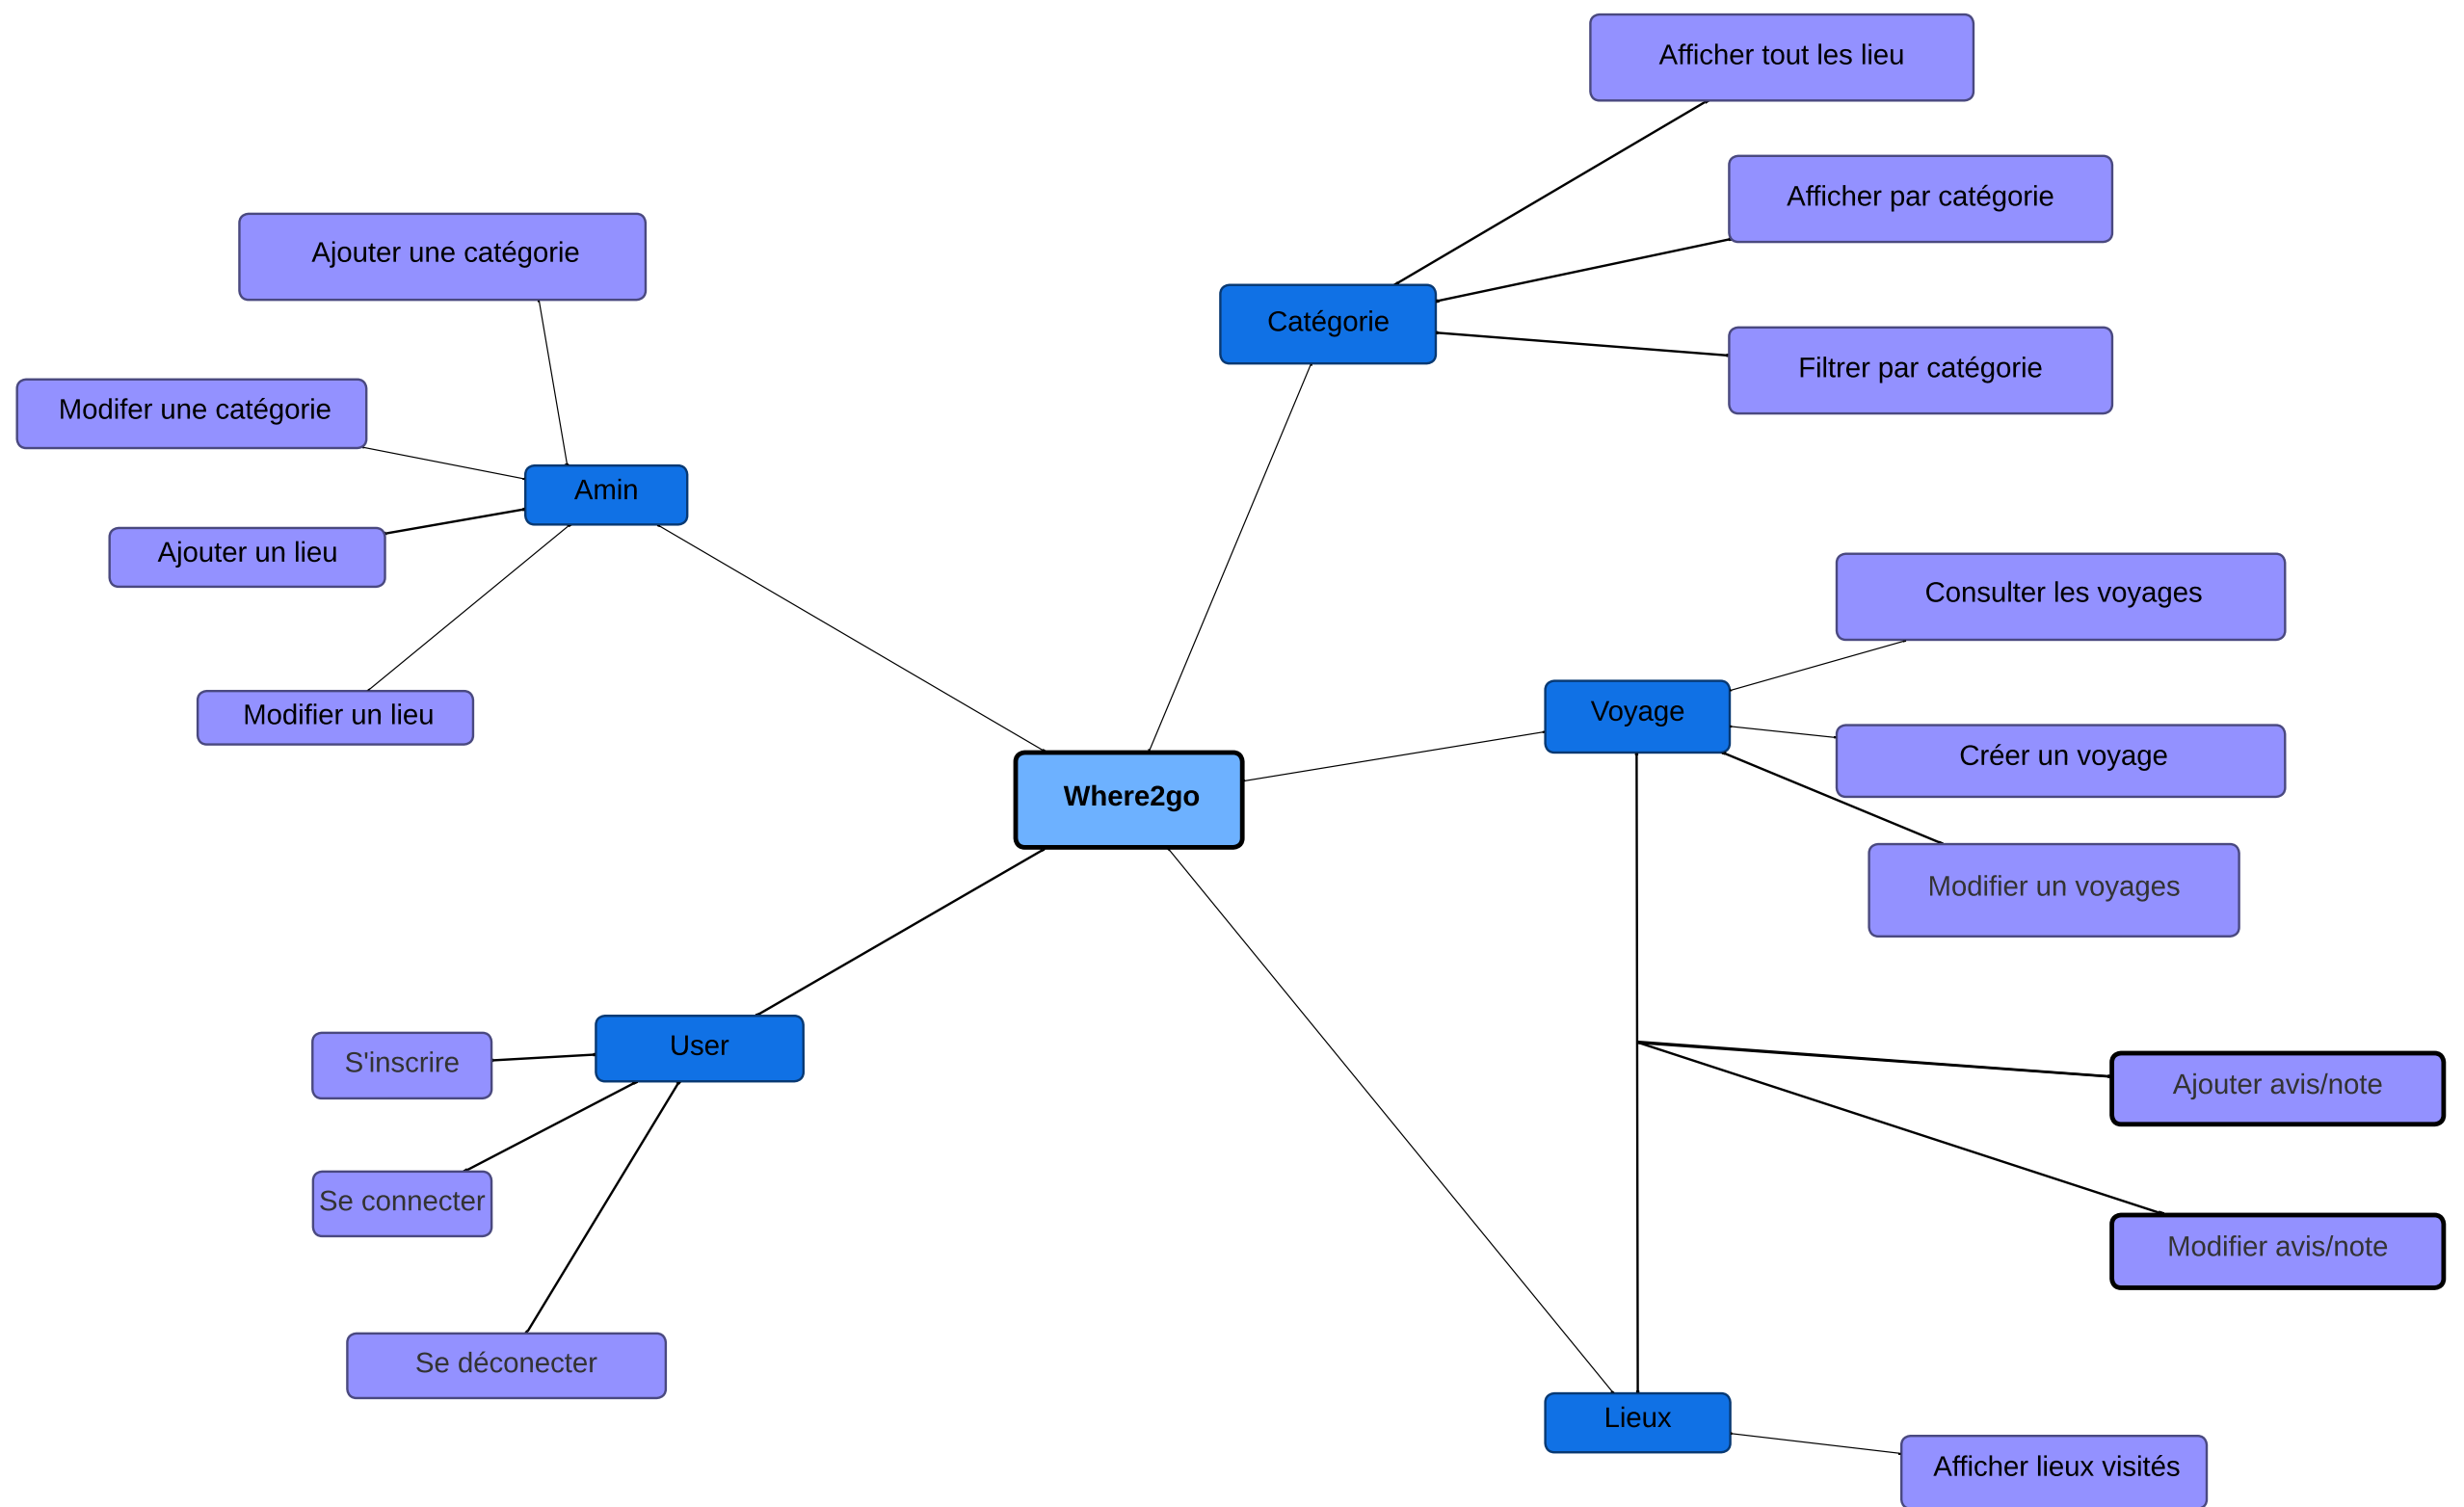 Afficher tout les lieu
Afficher par catégorie
Ajouter une catégorie
Catégorie
Filtrer par catégorie
Modifer une catégorie
Amin
Ajouter un lieu
Consulter les voyages
Modifier un lieu
Voyage
Créer un voyage
Where2go
Modifier un voyages
User
S'inscrire
Ajouter avis/note
Se connecter
Modifier avis/note
Se déconecter
Lieux
Afficher lieux visités